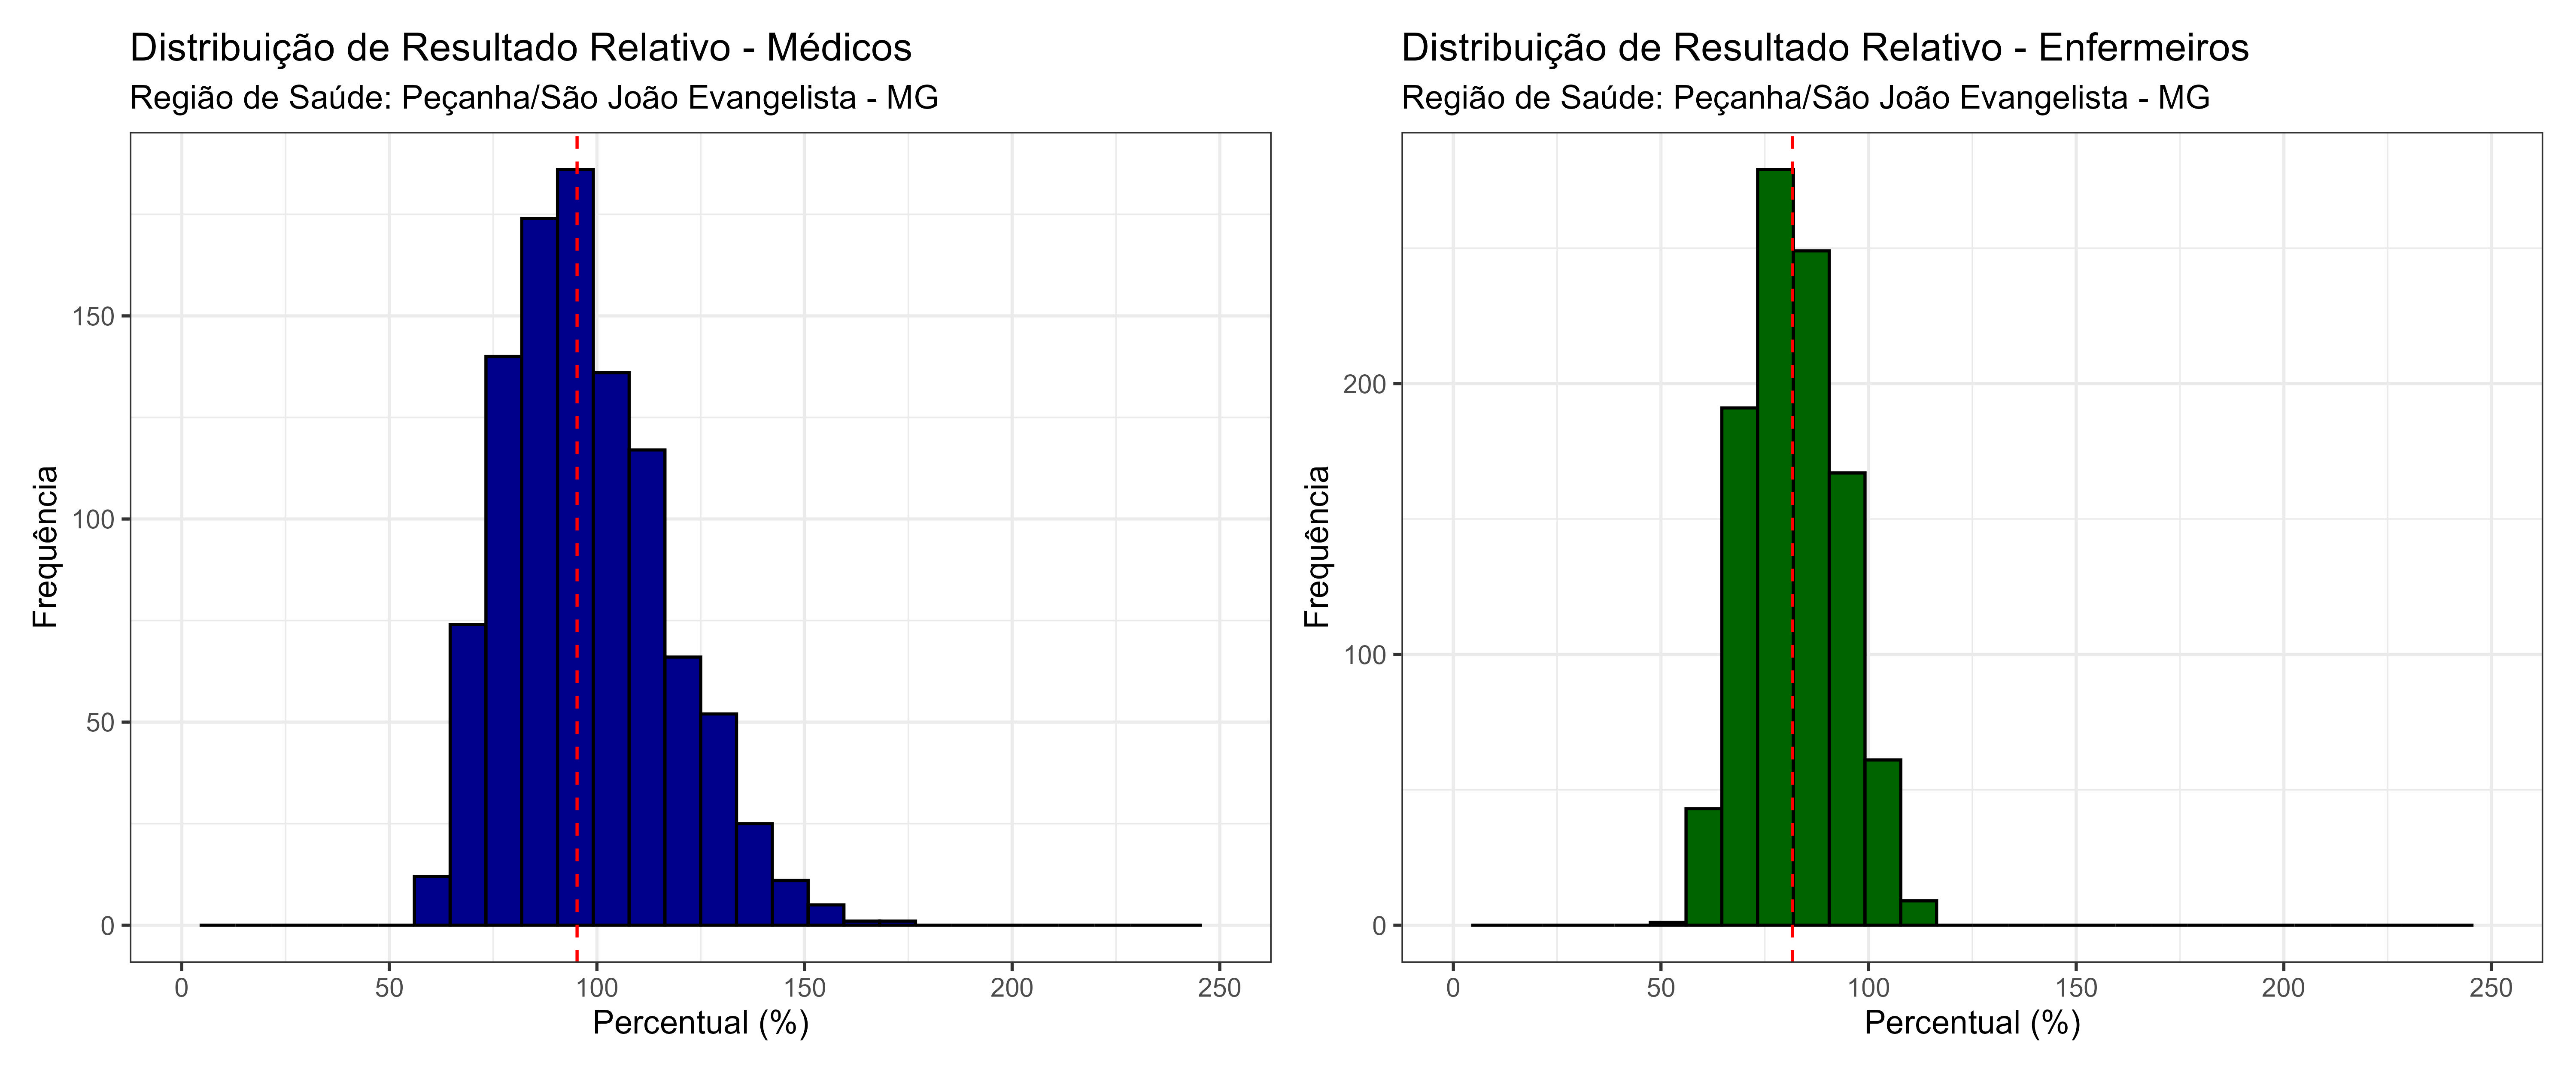 Distribuição de Resultado Relativo - Médicos
Região de Saúde: Peçanha/São João Evangelista - MG
Frequência
150
100
50
0
0 50 100 150 200 250
Percentual (%)
Distribuição de Resultado Relativo - Enfermeiros
Região de Saúde: Peçanha/São João Evangelista - MG
Frequência
200
100
0
0 50 100 150 200 250
Percentual (%)